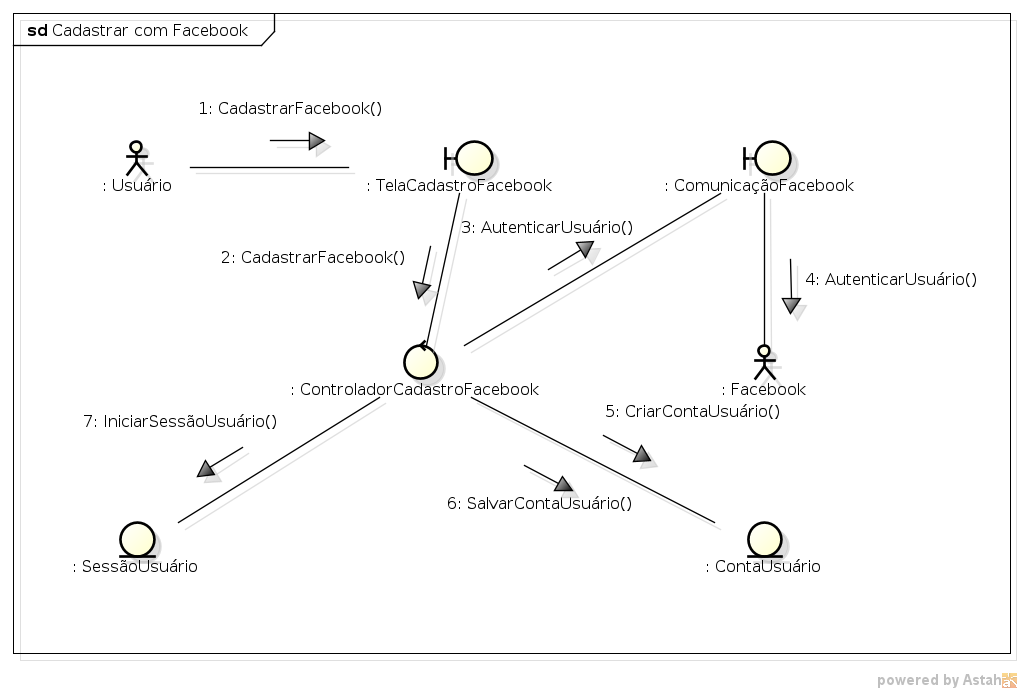 sd Cadastrar com Facebook
1: CadastrarFacebook()
: Usuário
: TelaCadastroFacebook
: ComunicaçãoFacebook
3: AutenticarUsuário()
2: CadastrarFacebook()
4: AutenticarUsuário()
: ControladorCadastroFacebook
: Facebook
7: IniciarSessãoUsuário()
5: CriarContaUsuário()
6: SalvarContaUsuário()
: SessãoUsuário
: ContaUsuário
powered by Astah